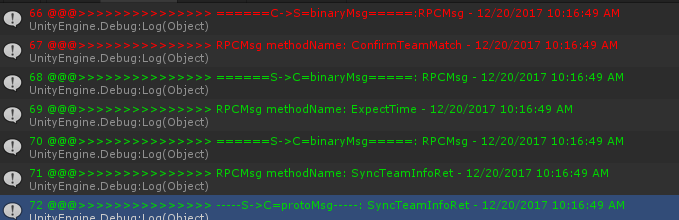 66 @@@>>>>>>>>>>>>>>>> ======C->S=binaryMsg=====:RPCMsg - 12/20/2017 10:16:49 AM
UnityEngine.Debug:Log(Object)
67 @@@>>>>>>>>>>>>>>>> RPCMsg methodName: ConfirmTeamMatch - 12/20/2017 10:16:49 AM
UnityEngine.Debug:Log(Object)
68 @@@>>>>>>>>>>>>>>>> ======S->C=binaryMsg=====: RPCMsg - 12/20/2017 10:16:49 AM
UnityEngine.Debug:Log(Object)
69 @@@>>>>>>>>>>>>>>>> RPCMsg methodName: ExpectTime - 12/20/2017 10:16:49 AM
UnityEngine.Debug:Log(Object)
70 @@@>>>>>>>>>>>>>>>> ======S->C=binaryMsg=====: RPCMsg - 12/20/2017 10:16:49 AM
UnityEngine.Debug:Log(Object)
71 @@@>>>>>>>>>>>>>>>> RPCMsg methodName: SyncTeamInfoRet - 12/20/2017 10:16:49 AM
UnityEngine.Debug:Log(Object)
72 @@@>>>>>>>>>>>>>>>> -----S->C=protoMsg-----: SyncTeamInfoRet - 12/20/2017 10:16:49 AM
UnityEngine.Debug:Log(Object)